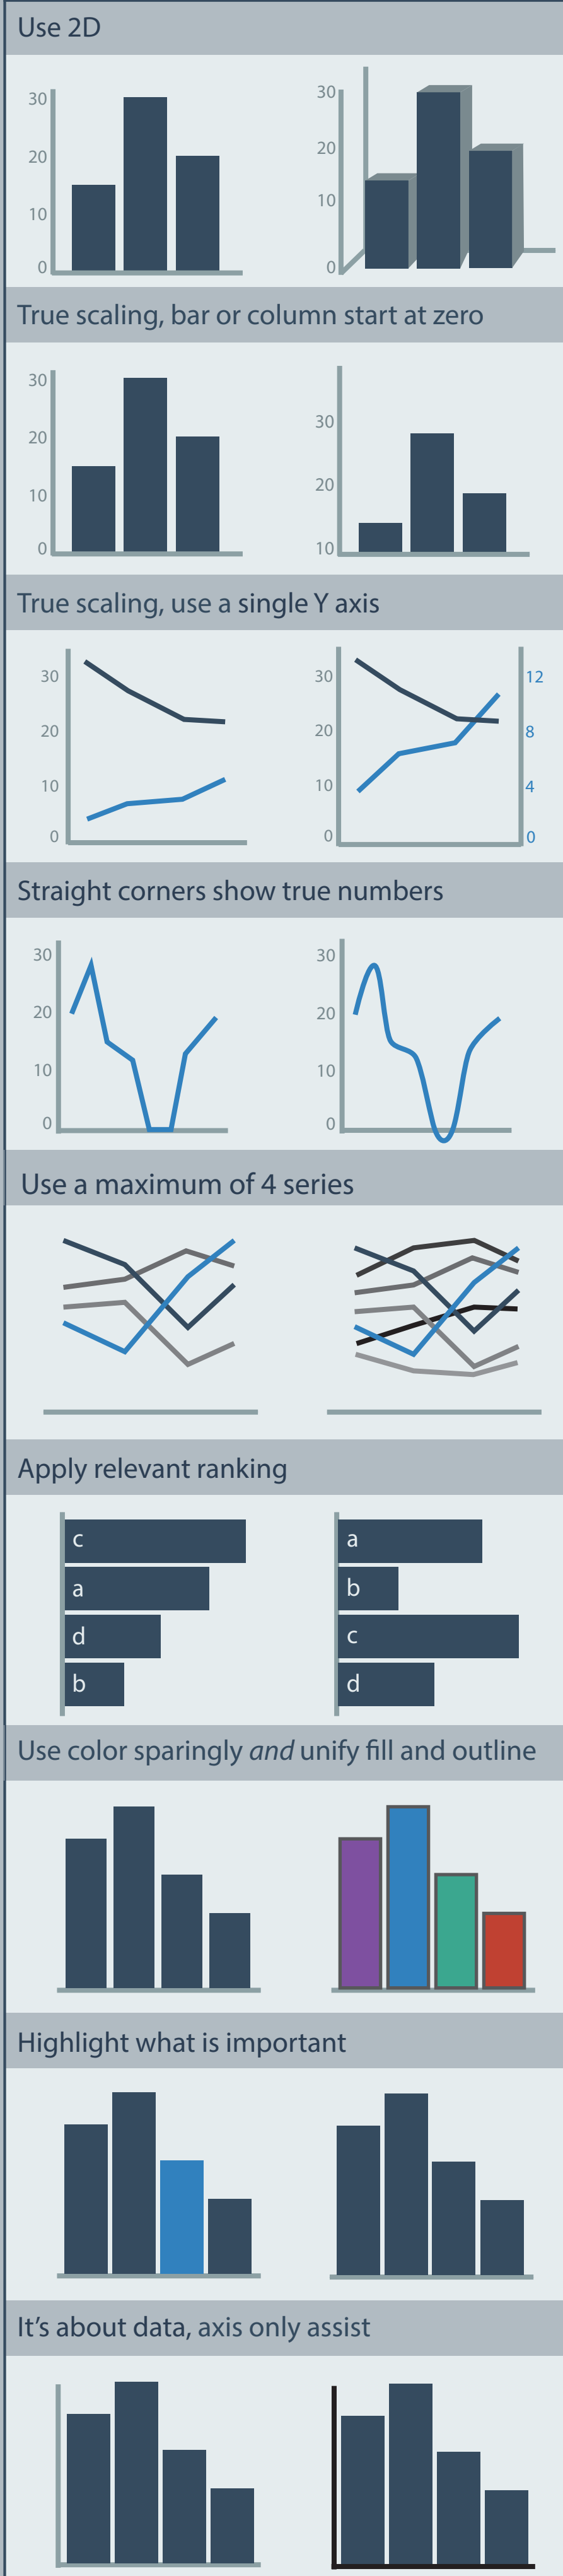 Use 2D
30
20
10
0
30
20
10
0
True scaling, bar or column start at zero
30
20
10
0
30
20
10
True scaling, use a single Y axis
30
20
10
0
30
20
10
0
12
8
4
0
Straight corners show true numbers
30
20
10
0
30
20
10
0
Use a maximum of 4 series
Apply relevant ranking
c
a
d
b
a
b
c
d
Use color sparingly and unify fill and outline
Highlight what is important
It’s about data, axis only assist